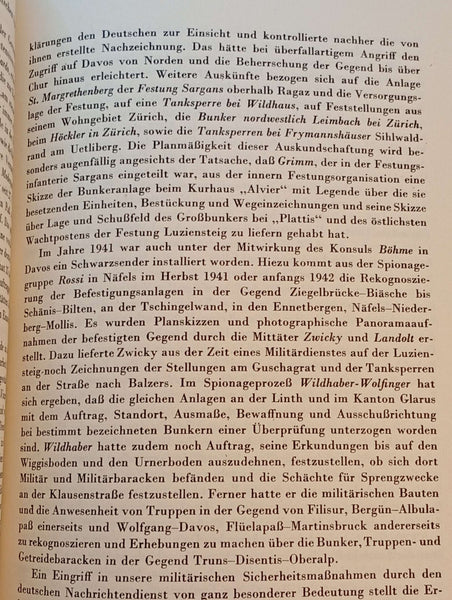 klärungen den Deutschen zur Einsicht und kontrollierte nachher die von
ihnen erstellte Nachzeichnung. Das hätte bei überfallartigem Angriff den
Zugriff auf Davos von Norden und die Beherrschung der Gegend bis über
Chur hinaus erleichtert. Weitere Auskünfte bezogen sich auf die Anlage
St. Margrethenberg der Festung Sargans oberhalb Ragaz und die Versorgungs-
lage der Festung, auf eine Tanksperre bei Wildhaus, auf Feststellungen aus
seinem Wohngebiet Zürich, die Bunker nordwestlich Leimbach bei Zürich,
beim Höckler in Zürich, sowie die Tanksperren bei Frymannshäuser Sihlwald-
rand am Uetliberg. Die Planmäßigkeit dieser Auskundschaftung wird be-
sonders augenfällig angesichts der Tatsache, daß Grimm, der in der Festungs-
infanterie Sargans eingeteilt war, aus der innern Festungsorganisation eine
Skizze der Bunkeranlage beim Kurhaus „Alvier“ mit Legende über die sie
besetzenden Einheiten, Bestückung und Wegeinzeichnungen und seine Skizze
über Lage und Schußfeld des Großbunkers bei „Plattis“ und des östlichsten
Wachtpostens der Festung Luziensteig zu liefern gehabt hat.
Im Jahre 1941 war auch unter der Mitwirkung des Konsuls Böhme in
Davos ein Schwarzsender installiert worden. Hiezu kommt aus der Spionage-
gruppe Rossi in Näfels im Herbst 1941 oder anfangs 1942 die Rekognoszie-
rung der Befestigungsanlagen in der Gegend Ziegelbrücke–Biäsche bis
Schänis–Bilten, an der Tschingelwand, in den Ennetbergen, Näfels–Nieder-
berg–Mollis. Es wurden Planskizzen und photographische Panoramaauf-
nahmen der befestigten Gegend durch die Mittäter Zwicky und Landolt er-
stellt. Dazu lieferte Zwicky aus der Zeit eines Militärdienstes auf der Luzien-
steig noch Zeichnungen der Stellungen am Guschagrat und der Tanksperren
an der Straße nach Balzers. Im Spionageprozeß Wildhaber-Wolfinger hat
sich ergeben, daß die gleichen Anlagen an der Linth und im Kanton Glarus
mit dem Auftrag, Standort, Ausmaße, Bewaffnung und Ausschußrichtung
bei bestimmt bezeichneten Bunkern einer Überprüfung unterzogen worden
sind. Wildhaber hatte zudem noch Auftrag, seine Erkundungen bis auf den
Wiggisboden und den Urnerboden auszudehnen, festzustellen, ob sich dort
Militär und Militärbaracken befänden und die Schächte für Sprengzwecke
an der Klausenstraße festzustellen. Ferner hatte er die militärischen Bauten
und die Anwesenheit von Truppen in der Gegend von Filisur, Bergün–Albula-
paß einerseits und Wolfgang–Davos, Flüelapaß–Martinsbruck andererseits
zu rekognoszieren und Erhebungen zu machen über die Bunker, Truppen- und
Getreidebaracken in der Gegend Truns–Disentis–Oberalp.
Ein Eingriff in unsere militärischen Sicherheitsmaßnahmen durch den
deutschen Nachrichtendienst von ganz besonderer Bedeutung stellt die Er-